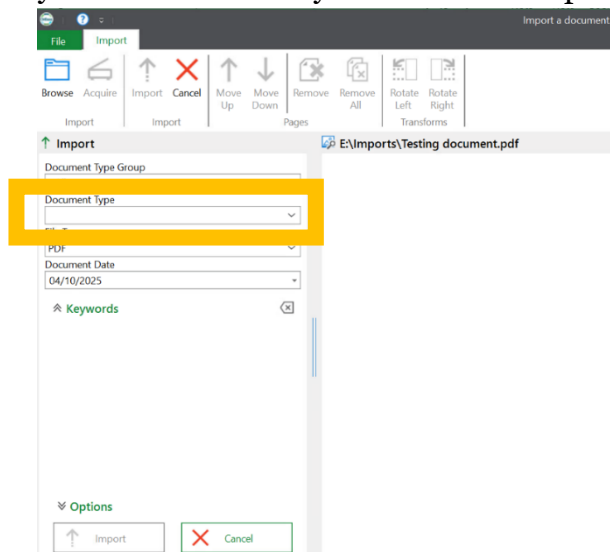 Import a document
File Import
Browse Acquire Import Cancel Move Up Move Down Remove Remove All Rotate Left Rotate Right
Import Import Pages Transforms
Import
E:\Imports\Testing document.pdf
Document Type Group
Document Type
PDF
Document Date
04/10/2025
Keywords
Options
Import Cancel